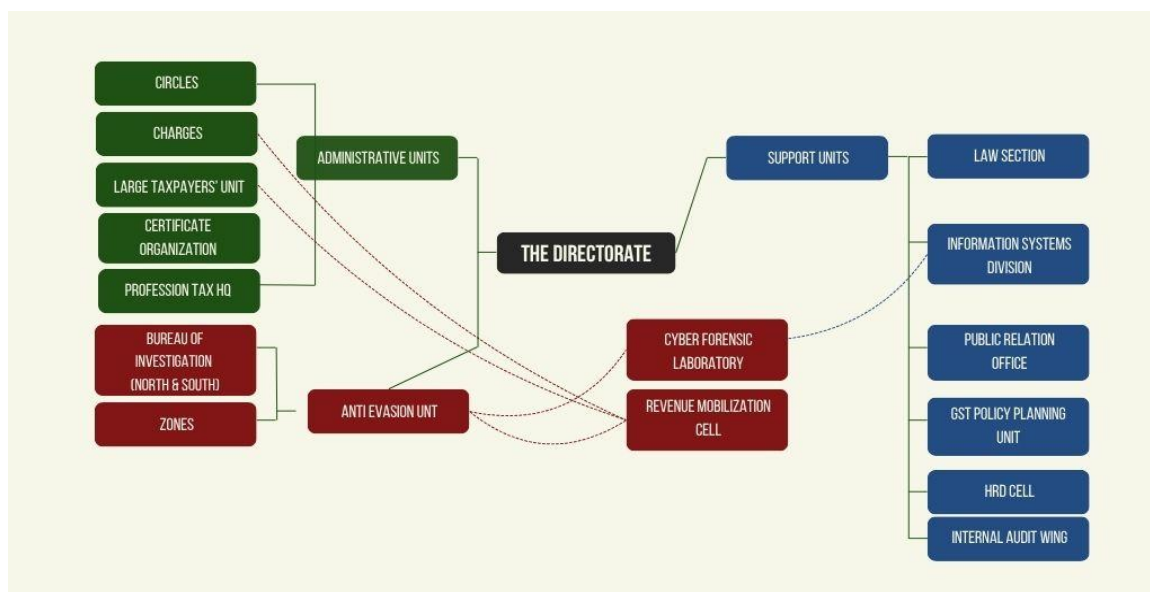 CIRCLES
CHARGES
LARGE TAXPAYERS' UNIT
CERTIFICATE
ORGANIZATION
PROFESSION TAX HQ
BUREAU OF
INVESTIGATION
(NORTH & SOUTH)
ZONES
ADMINISTRATIVE UNITS
ANTI EVASION UNT
THE DIRECTORATE
CYBER FORENSIC
LABORATORY
REVENUE MOBILIZATION
CELL
SUPPORT UNITS
LAW SECTION
INFORMATION SYSTEMS
DIVISION
PUBLIC RELATION
OFFICE
GST POLICY PLANNING
UNIT
HRD CELL
INTERNAL AUDIT WING